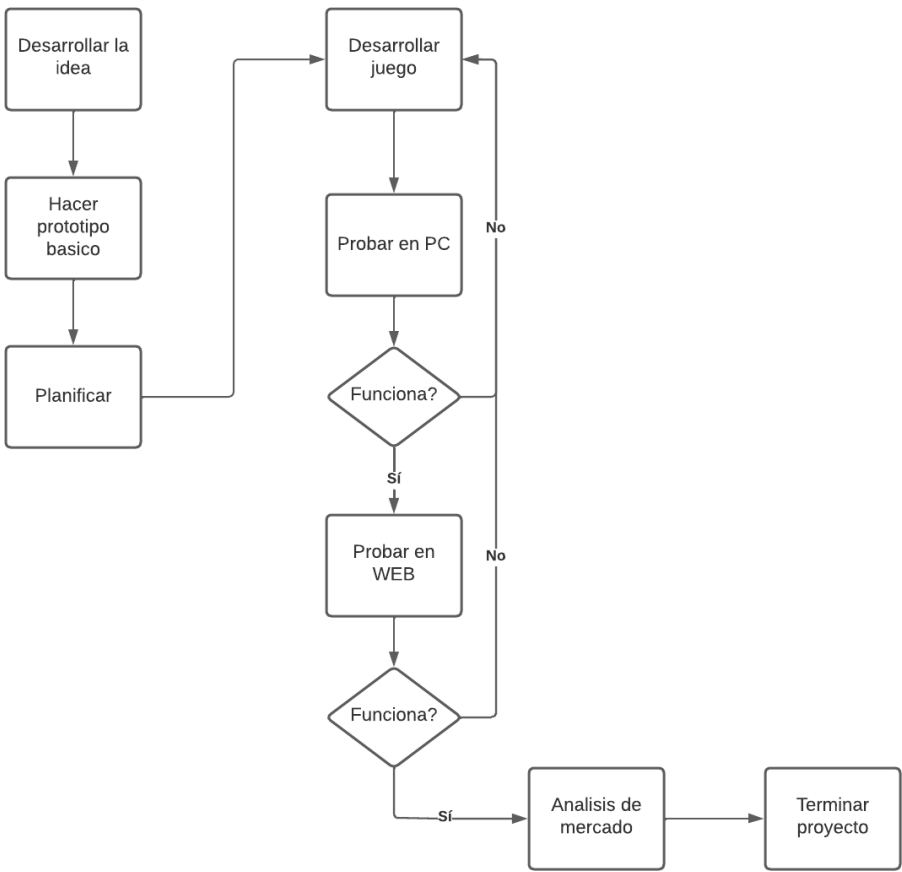 Desarrollar la
idea
Hacer
prototipo
basico
Planificar
Desarrollar
juego
Probar en PC
Funciona?
No
Sí
Probar en
WEB
No
Funciona?
Sí
Analisis de
mercado
Terminar
proyecto